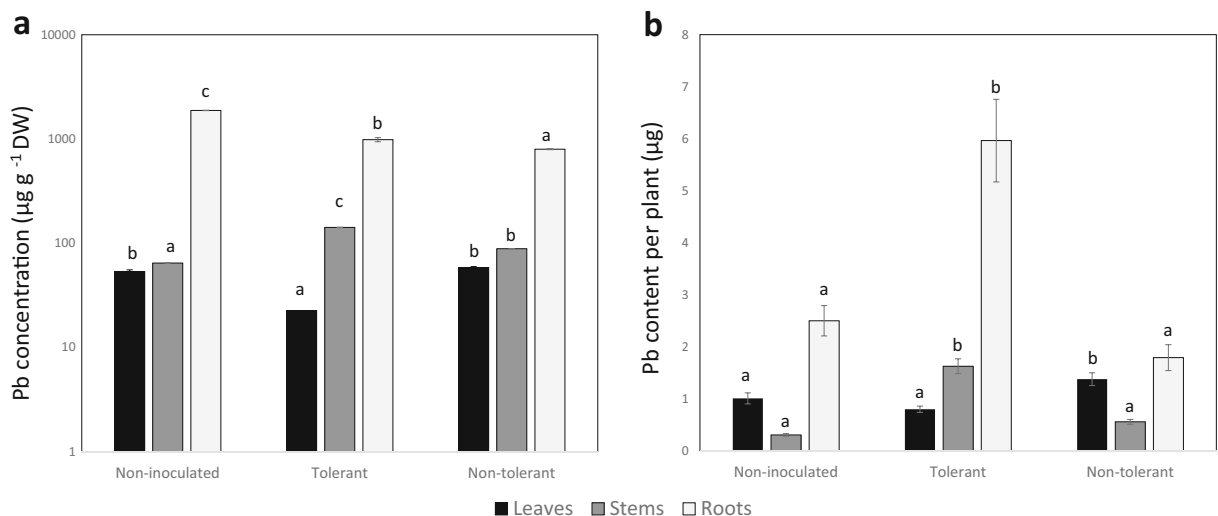 a
Pb concentration (µg g ⁻¹ DW)
10000
1000
100
10
1
b
a
c
a
c
b
b
b
a
Non-inoculated
Tolerant
Non-tolerant
b
Pb content per plant (µg)
8
7
6
5
4
3
2
1
0
a
a
a
a
b
b
b
a
a
Non-inoculated
Tolerant
Non-tolerant
Leaves Stems Roots